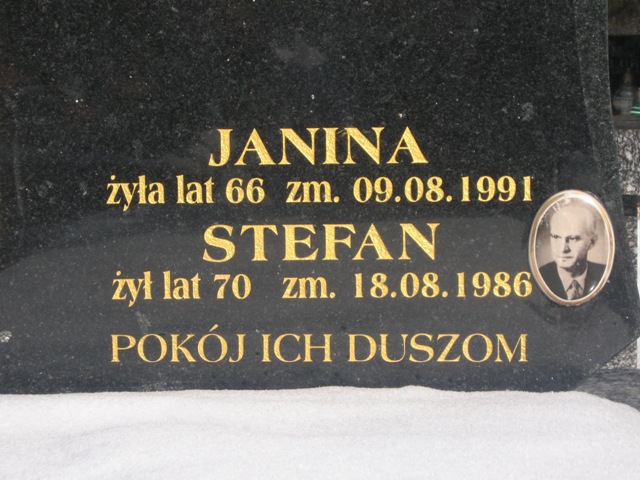 JANINA
żyła lat 66 zm. 09.08.1991
STEFAN
żył lat 70 zm. 18.08.1986
POKÓJ ICH DUSZOM